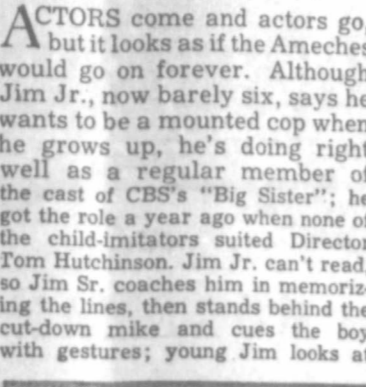 ACTORS come and actors go,
but it looks as if the Ameches
would go on forever. Although
Jim Jr., now barely six, says he
wants to be a mounted cop when
he grows up, he's doing right
well as a regular member of
the cast of CBS's "Big Sister"; he
got the role a year ago when none of
the child-imitators suited Director
Tom Hutchinson. Jim Jr. can't read,
so Jim Sr. coaches him in memoriz-
ing the lines, then stands behind the
cut-down mike and cues the boy
with gestures; young Jim looks at